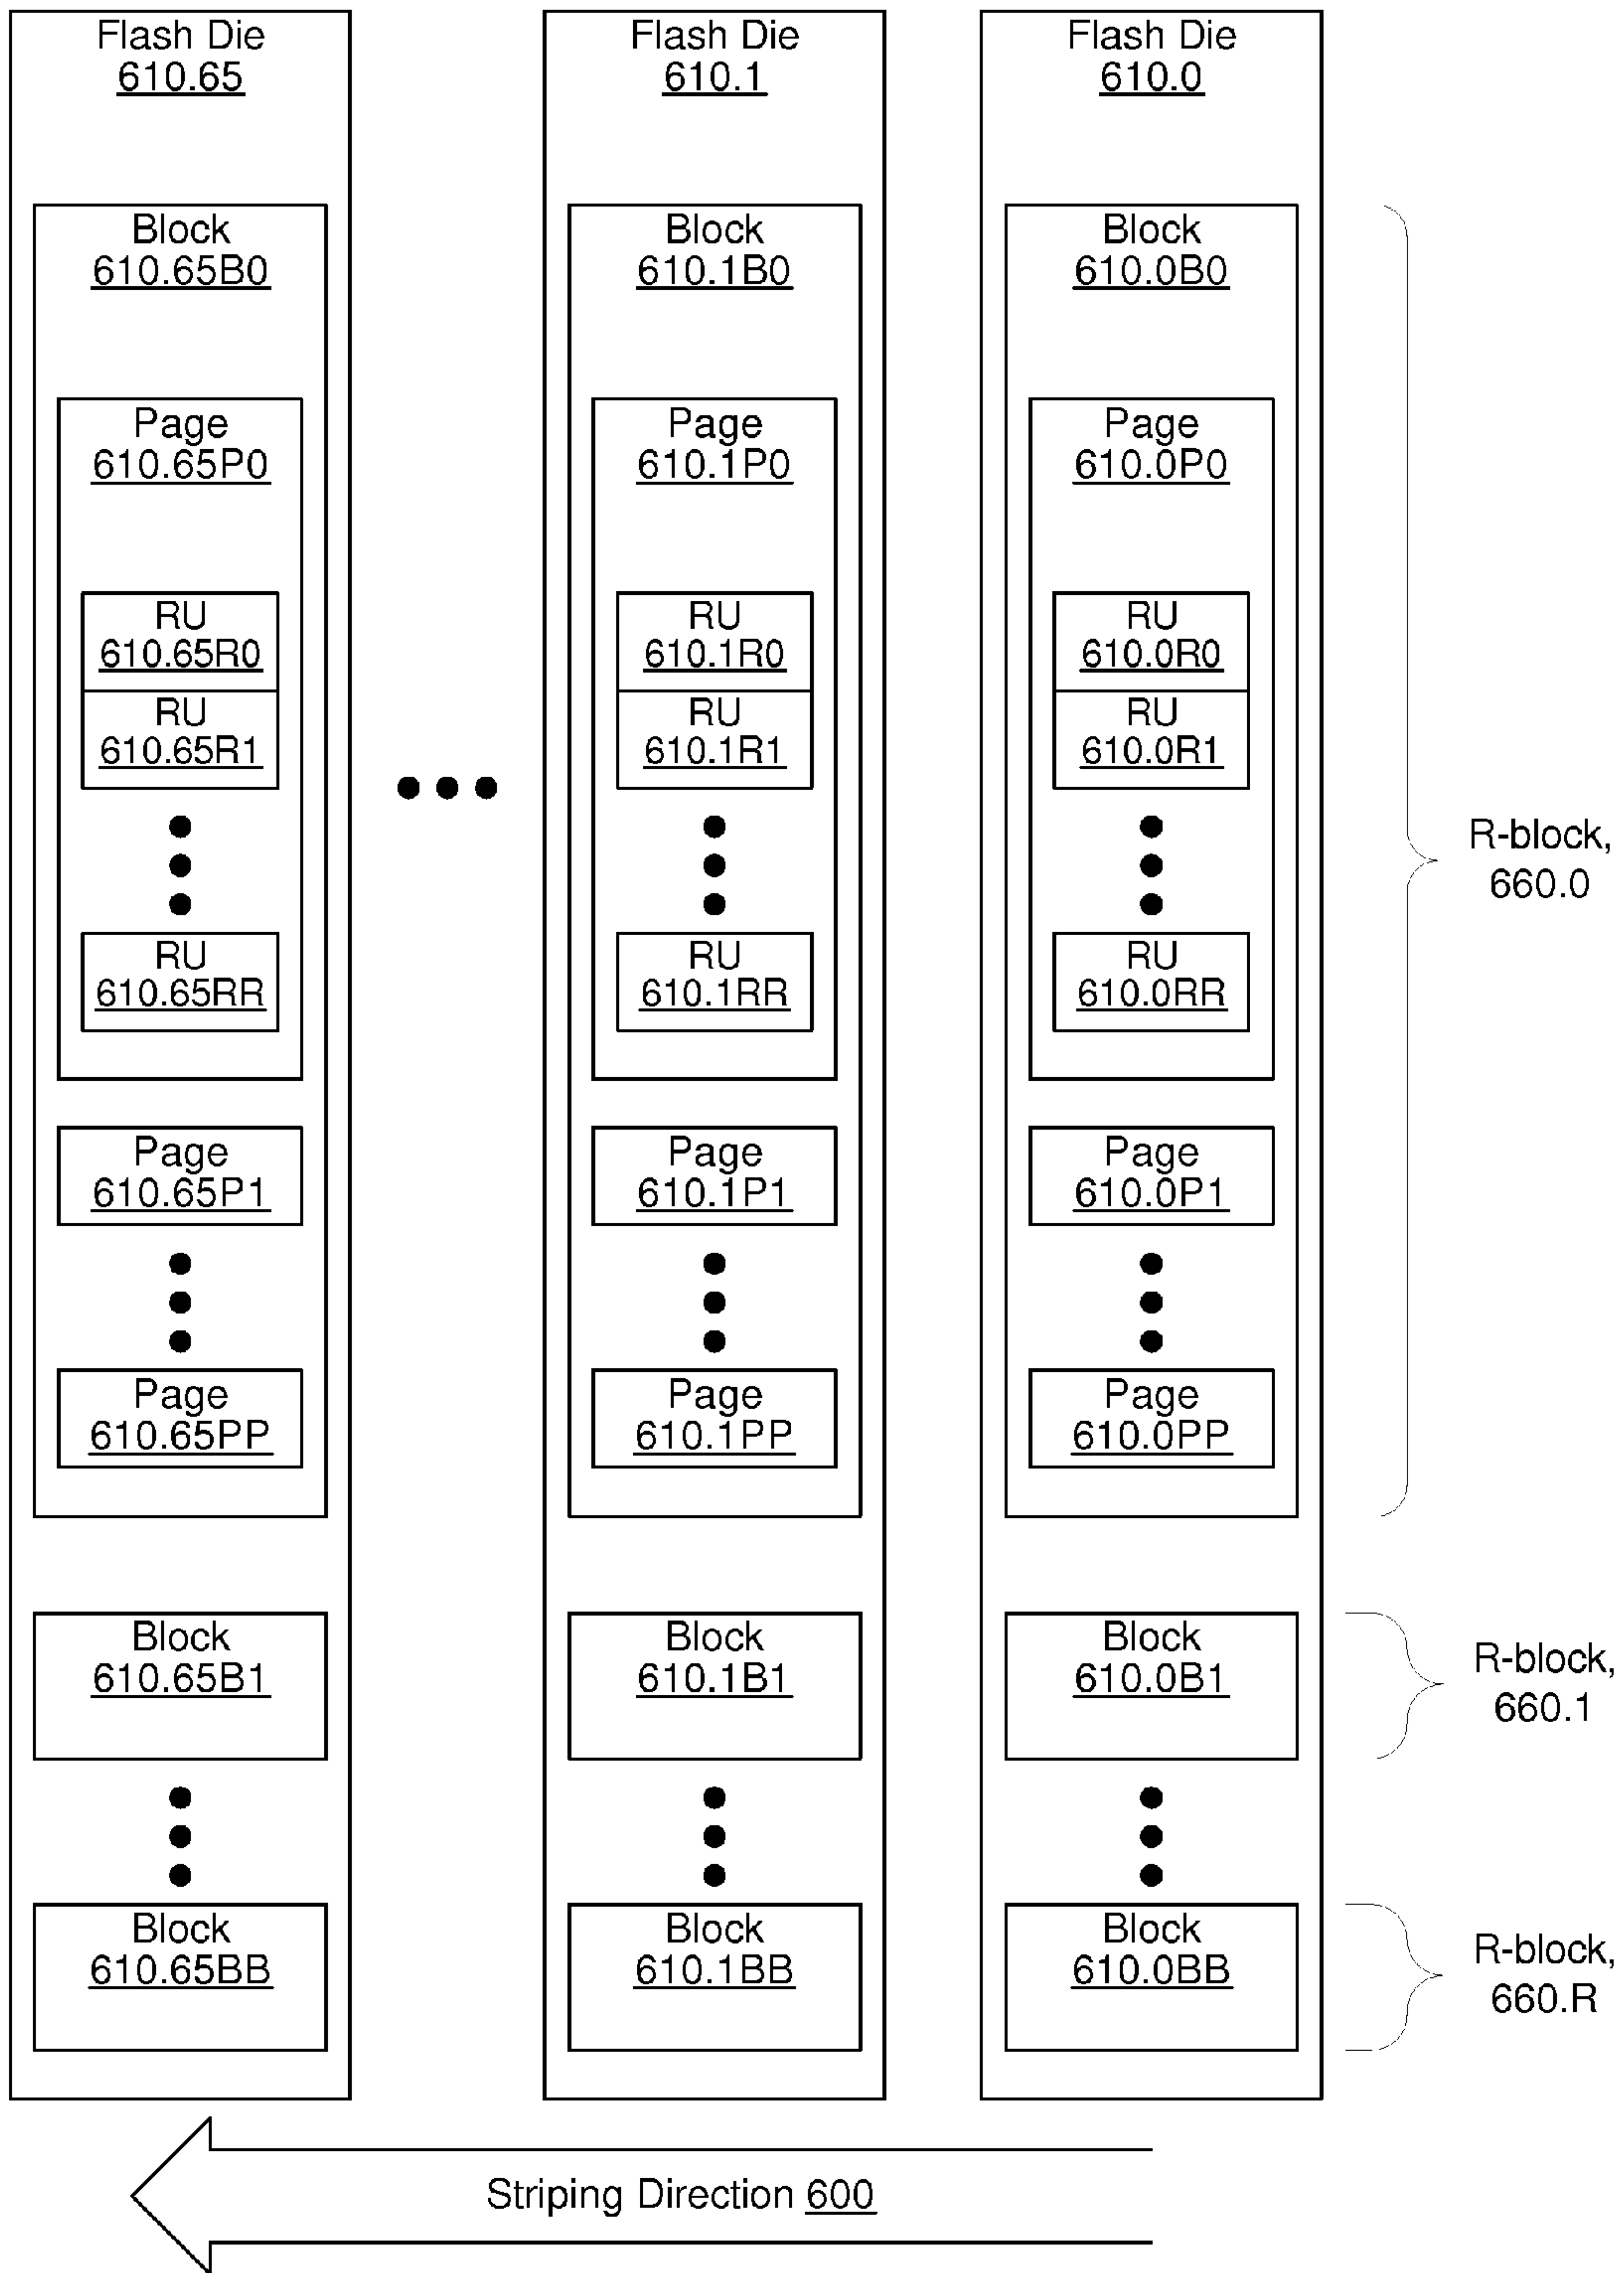 Flash Die
610.65
Flash Die
610.1
Flash Die
610.0
Block
610.65B0
Block
610.1B0
Block
610.0B0
Page
610.65P0
Page
610.1P0
Page
610.0P0
RU
610.65R0
RU
610.1R0
RU
610.0R0
RU
610.65R1
RU
610.1R1
RU
610.0R1
R-block,
660.0
RU
610.65RR
RU
610.1RR
RU
610.0RR
Page
610.65P1
Page
610.1P1
Page
610.0P1
Page
610.65PP
Page
610.1PP
Page
610.0PP
Block
610.65B1
Block
610.1B1
Block
610.0B1
R-block,
660.1
Block
610.65BB
Block
610.1BB
Block
610.0BB
R-block,
660.R
Striping Direction 600